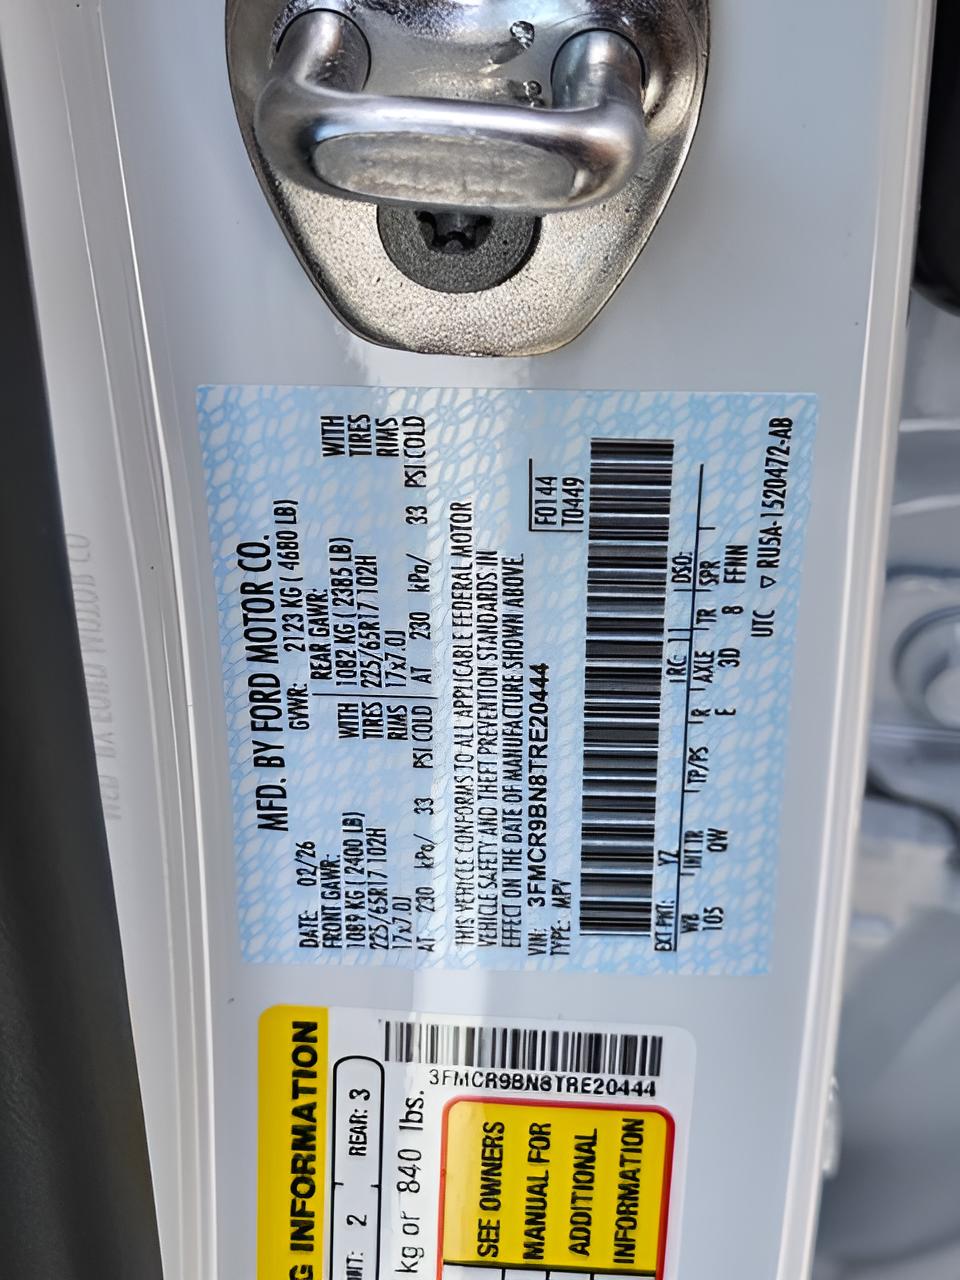 MFD. BY FORD MOTOR CO.
DATE: 02/26 GVWR: 2123 KG ( 4680 LB)
FRONT GAWR: REAR GAWR:
1089 KG ( 2400 LB) WITH 1082 KG ( 2385 LB) WITH
225/65R17 102H TIRES 225/65R17 102H TIRES
17x7.0J RIMS 17x7.0J RIMS
AT 230 kPa/ 33 PSI COLD AT 230 kPa/ 33 PSI COLD
THIS VEHICLE CONFORMS TO ALL APPLICABLE FEDERAL MOTOR
VEHICLE SAFETY AND THEFT PREVENTION STANDARDS IN
EFFECT ON THE DATE OF MANUFACTURE SHOWN ABOVE.
VIN: 3FMCR9BN8TRE20444 F0144
TYPE: MPV T0449
EXT PNT: YZ RC: 11 DSO:
WB INT TR TP/PS R AXLE TR SPR
105 QW E 3D 8 FFNN
UTC ▽ RU5A-1520472-AB
G INFORMATION
2 REAR: 3
kg or 840 lbs.
3FMCR9BN8TRE20444
SEE OWNERS
MANUAL FOR
ADDITIONAL
INFORMATION